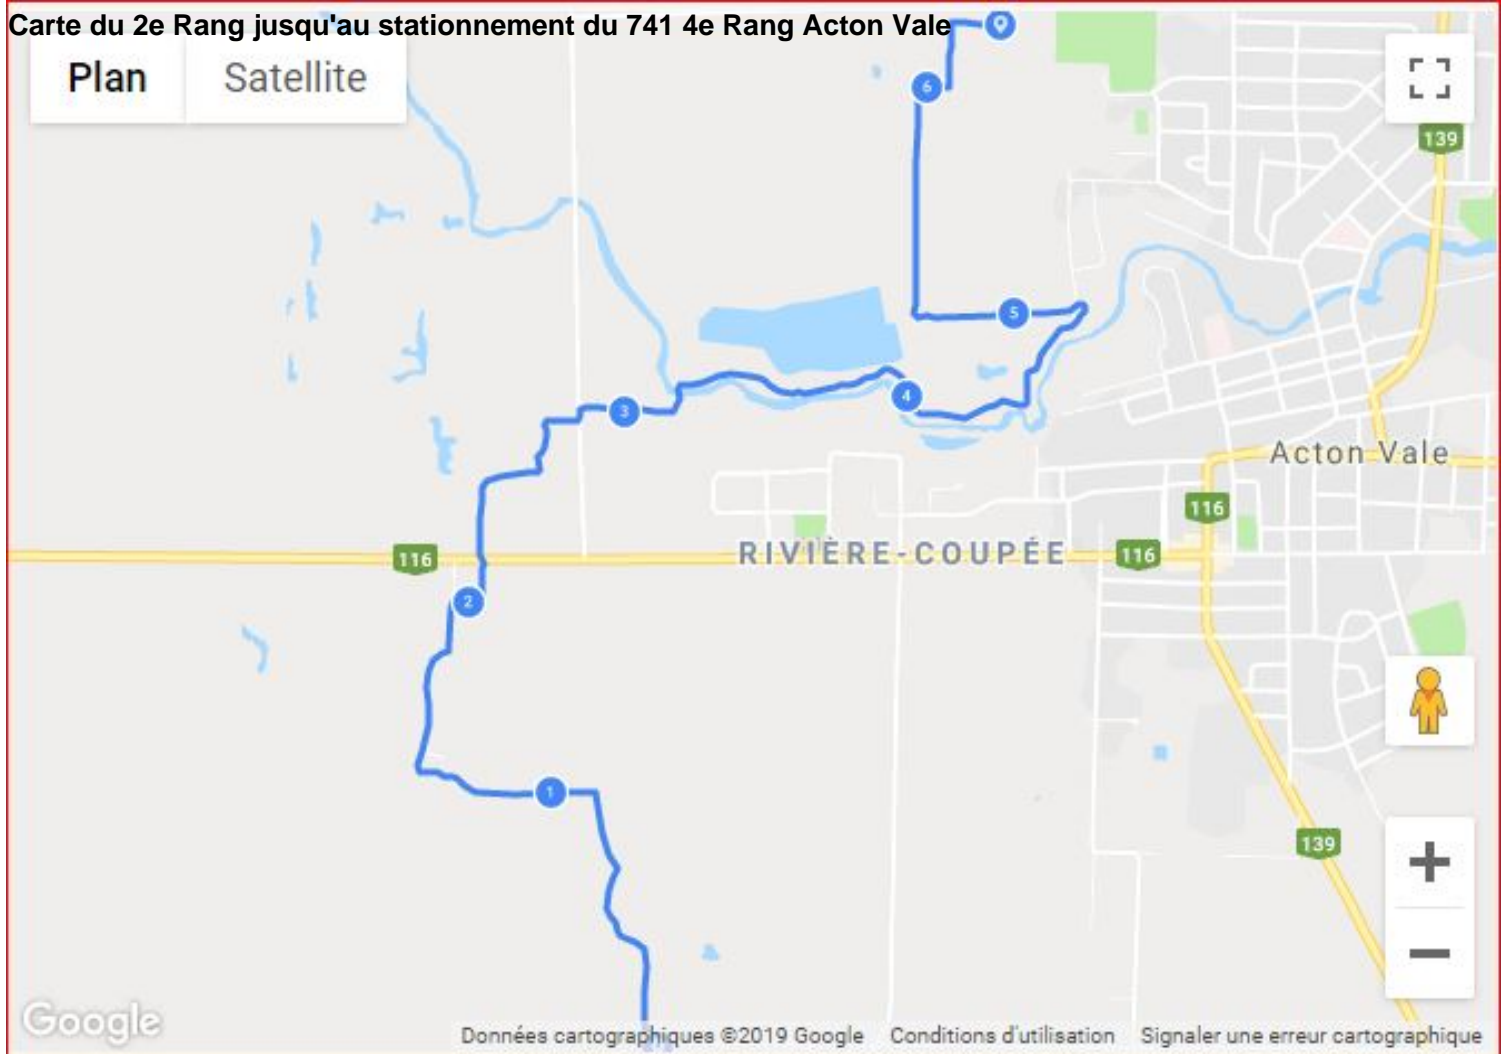 Carte du 2e Rang jusqu'au stationnement du 741 4e Rang Acton Vale
Plan Satellite
6
139
5
3
4
Acton Vale
116
116 RIVIÈRE-COUPÉE 116
2
1
139
Google
Données cartographiques ©2019 Google Conditions d'utilisation Signaler une erreur cartographique